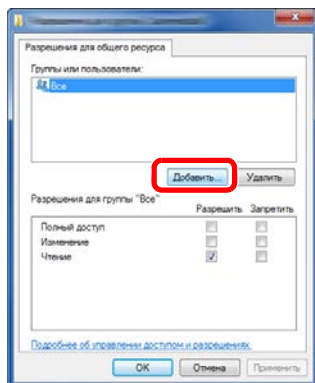 Разрешения для общего ресурса
Группы или пользователи:
Все
Добавить... Удалить
Разрешения для группы "Все"
Разрешить Запретить
Полный доступ
Изменение
Чтение
Подробнее об управлении доступом и разрешениях
OK Отмена Применить